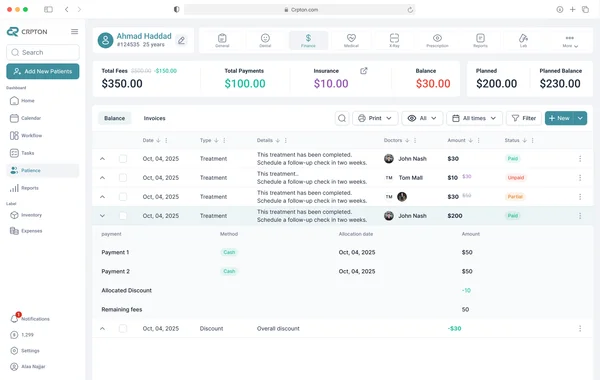 Crpton.com
CRPTON
Search
Add New Patients
Dashboard
Home
Calendar
Workflow
Tasks
Patience
Reports
Label
Inventory
Expenses
1
Notifications
1,299
Settings
Alaa Najjar
Ahmad Haddad
#124535 25 years
General
Dental
Finance
Medical
X-Ray
Prescription
Reports
Lab
More
Total Fees -$150.00
$350.00
Total Payments
$100.00
Insurance
$10.00
Balance
$30.00
Planned
$200.00
Planned Balance
$230.00
Balance
Invoices
Print
All
All times
Filter
+ New
Date
Type
Details
Doctors
Amount
Status
Oct, 04, 2025 Treatment This treatment has been completed.
Schedule a follow-up check in two weeks.
John Nash $30 Paid
Oct, 04, 2025 Treatment This treatment..
Schedule a follow-up check in two weeks.
TM Tom Mall $10 $30 Unpaid
Oct, 04, 2025 Treatment This treatment has been completed.
Schedule a follow-up check in two weeks.
TM $30 Partial
Oct, 04, 2025 Treatment This treatment has been completed.
Schedule a follow-up check in two weeks.
John Nash $200 Paid
payment Method Allocation date Amount
Payment 1 Cash Oct, 04, 2025 $50
Payment 2 Cash Oct, 04, 2025 $50
Allocated Discount -10
Remaining fees 50
Oct, 04, 2025 Discount Overall discount -$30